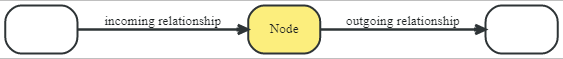 incoming relationship
Node
outgoing relationship